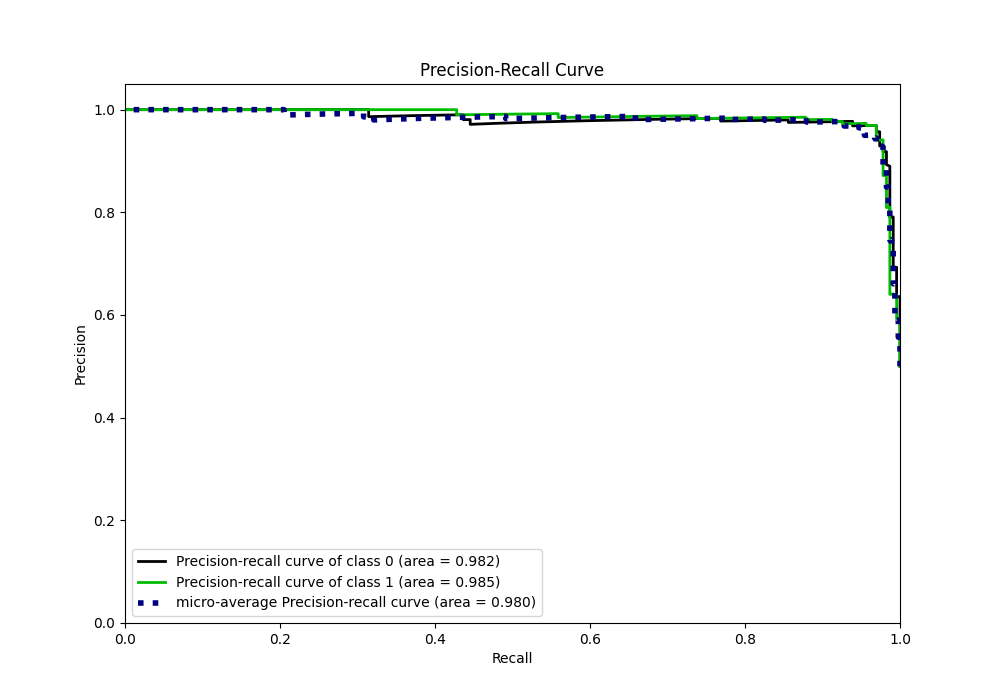 Precision-Recall Curve
1.0
0.8
0.6
0.4
0.2
0.0
Precision
Precision-recall curve of class 0 (area = 0.982)
Precision-recall curve of class 1 (area = 0.985)
micro-average Precision-recall curve (area = 0.980)
0.0 0.2 0.4 0.6 0.8 1.0
Recall